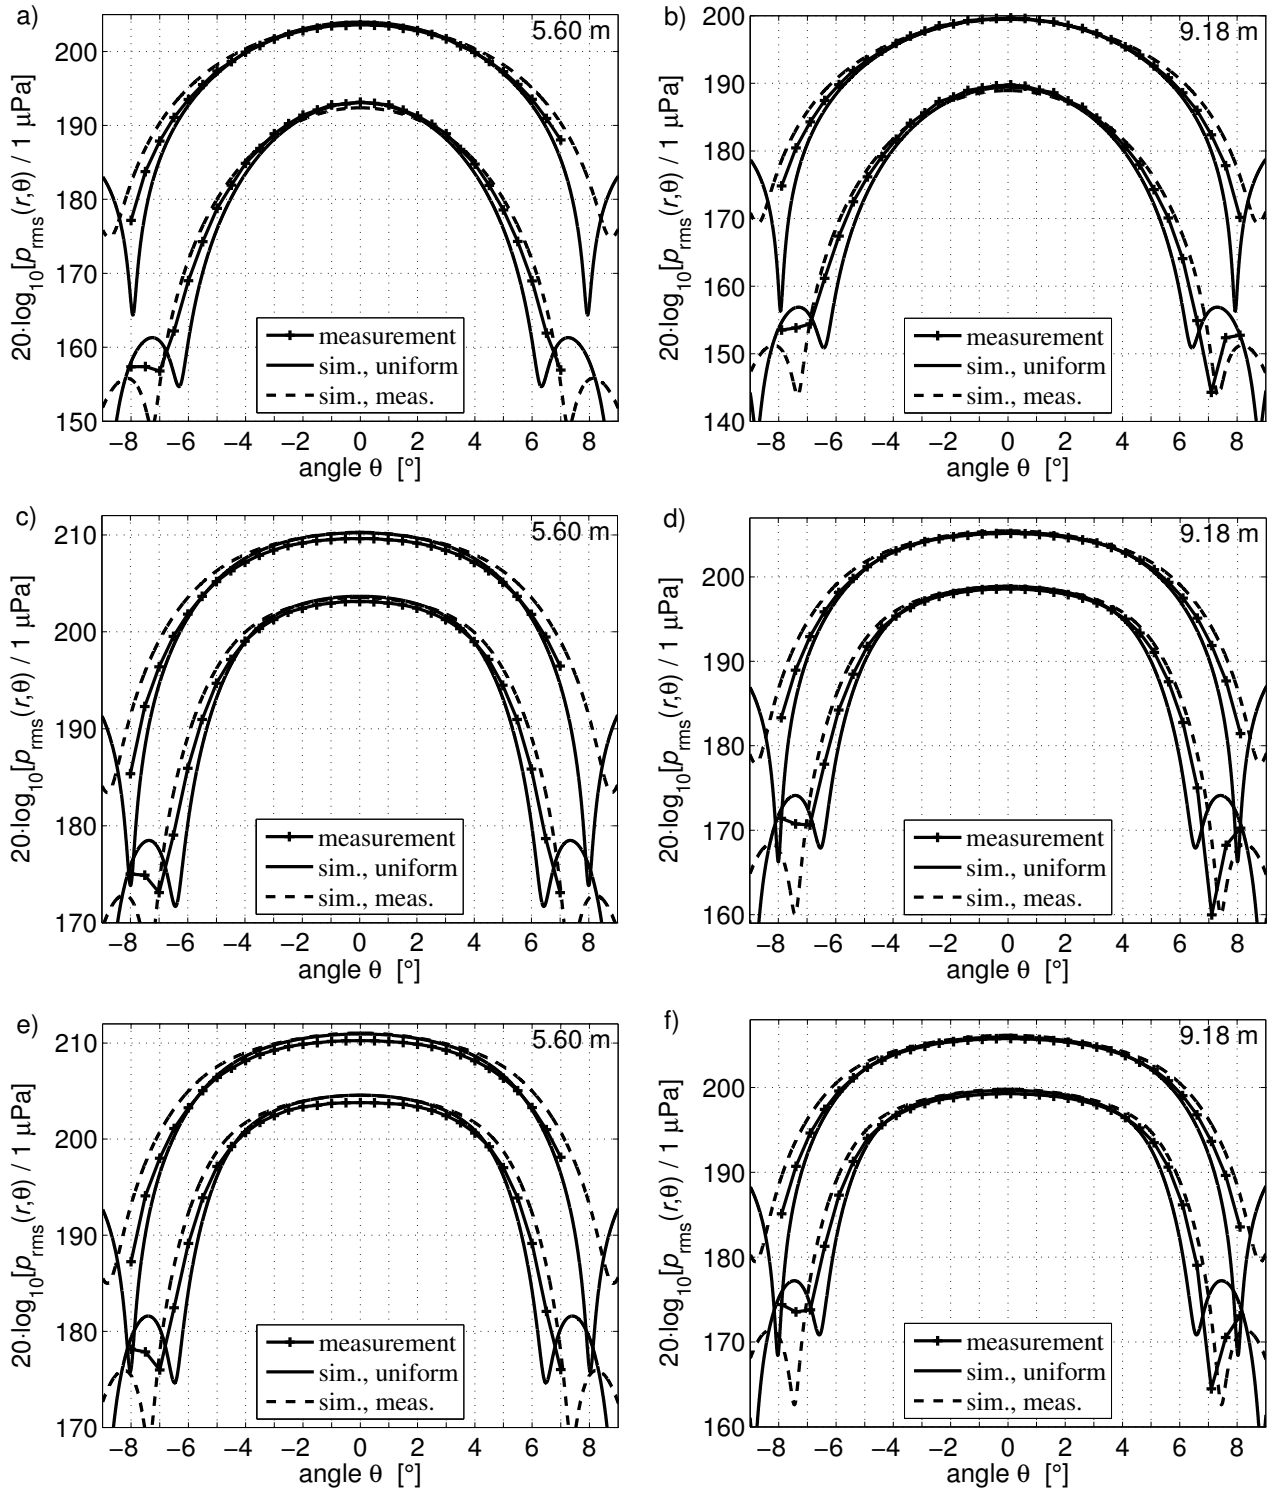 a)
5.60 m
20·log10[prms(r,θ) / 1 μPa]
200
190
180
170
160
150
measurement
sim., uniform
sim., meas.
−8 −6 −4 −2 0 2 4 6 8
angle θ [°]
b)
9.18 m
20·log10[prms(r,θ) / 1 μPa]
200
190
180
170
160
150
140
measurement
sim., uniform
sim., meas.
−8 −6 −4 −2 0 2 4 6 8
angle θ [°]
c)
5.60 m
20·log10[prms(r,θ) / 1 μPa]
210
200
190
180
170
measurement
sim., uniform
sim., meas.
−8 −6 −4 −2 0 2 4 6 8
angle θ [°]
d)
9.18 m
20·log10[prms(r,θ) / 1 μPa]
200
190
180
170
160
measurement
sim., uniform
sim., meas.
−8 −6 −4 −2 0 2 4 6 8
angle θ [°]
e)
5.60 m
20·log10[prms(r,θ) / 1 μPa]
210
200
190
180
170
measurement
sim., uniform
sim., meas.
−8 −6 −4 −2 0 2 4 6 8
angle θ [°]
f)
9.18 m
20·log10[prms(r,θ) / 1 μPa]
200
190
180
170
160
measurement
sim., uniform
sim., meas.
−8 −6 −4 −2 0 2 4 6 8
angle θ [°]